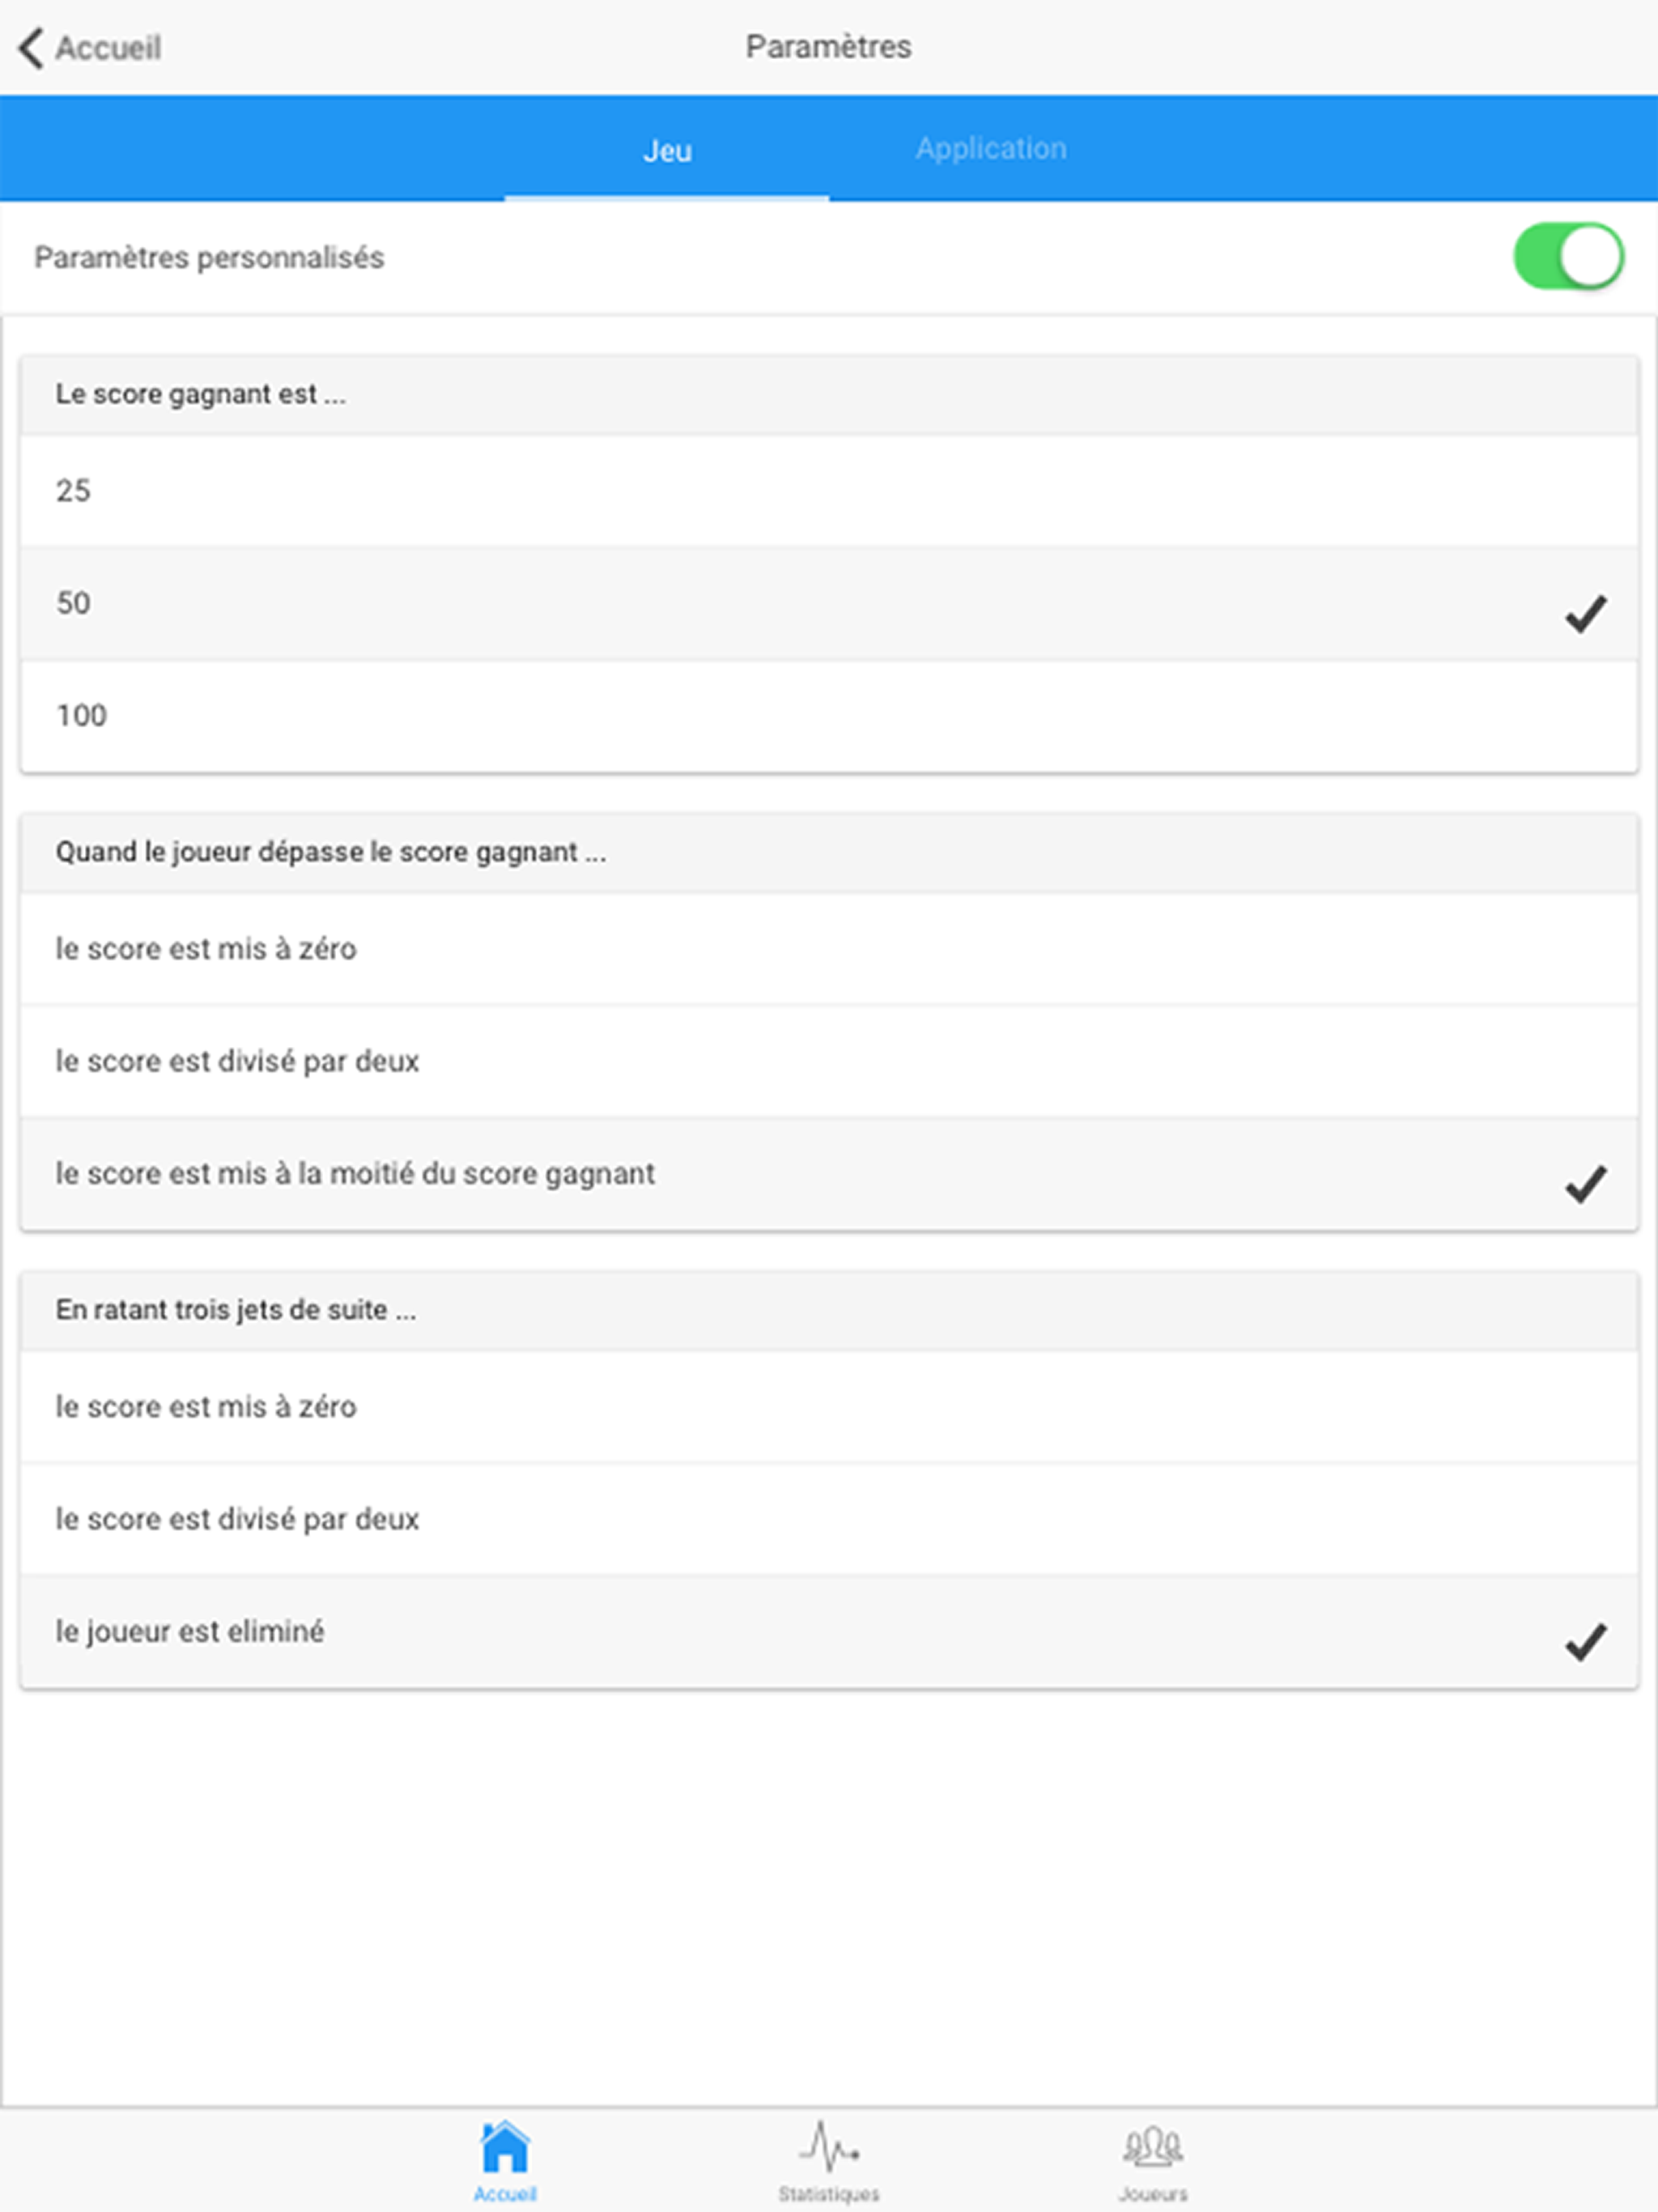 Accueil
Paramètres
Jeu
Application
Paramètres personnalisés
Le score gagnant est ...
25
50
100
Quand le joueur dépasse le score gagnant ...
le score est mis à zéro
le score est divisé par deux
le score est mis à la moitié du score gagnant
En ratant trois jets de suite ...
le score est mis à zéro
le score est divisé par deux
le joueur est eliminé
Accueil
Statistiques
Joueurs